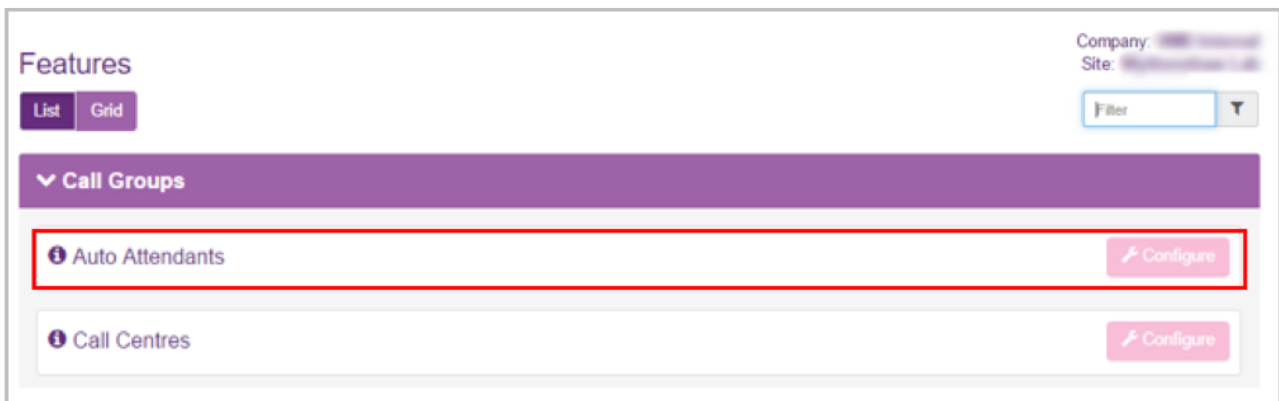 Company:
Features
Site:
List Grid
Filter
Call Groups
Auto Attendants Configure
Call Centres Configure